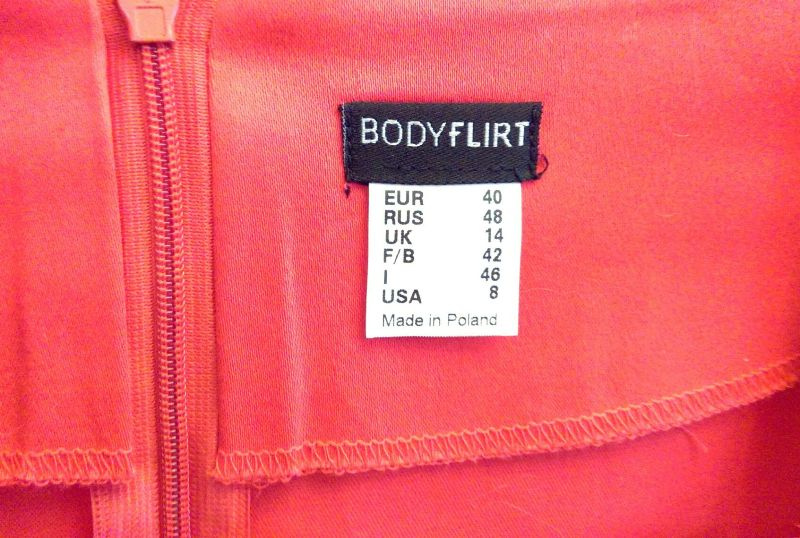 BODYFLIRT
EUR 40
RUS 48
UK 14
F/B 42
I 46
USA 8
Made in Poland